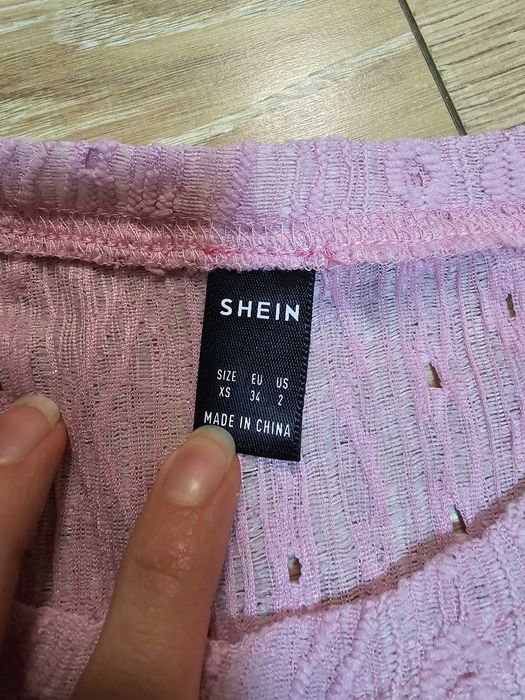 SHEIN
SIZE EU US
XS 34 2
MADE IN CHINA